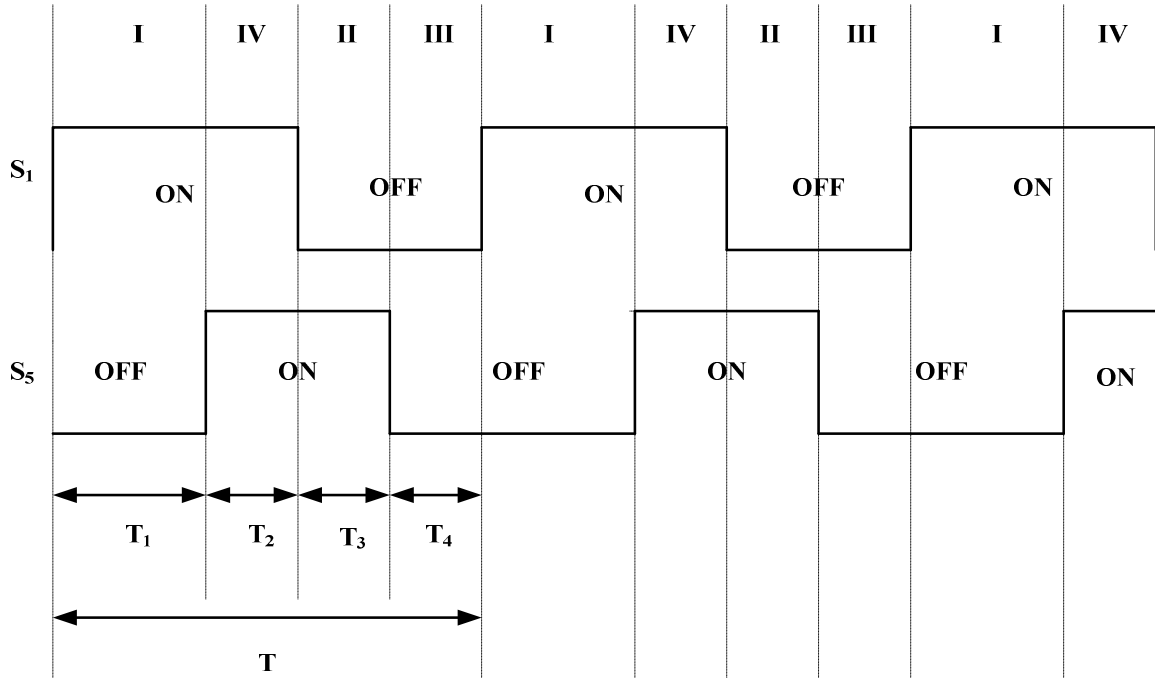 I IV II III I IV II III I IV
S₁
ON OFF ON OFF ON
S₅
OFF ON OFF ON OFF ON
T₁ T₂ T₃ T₄
T